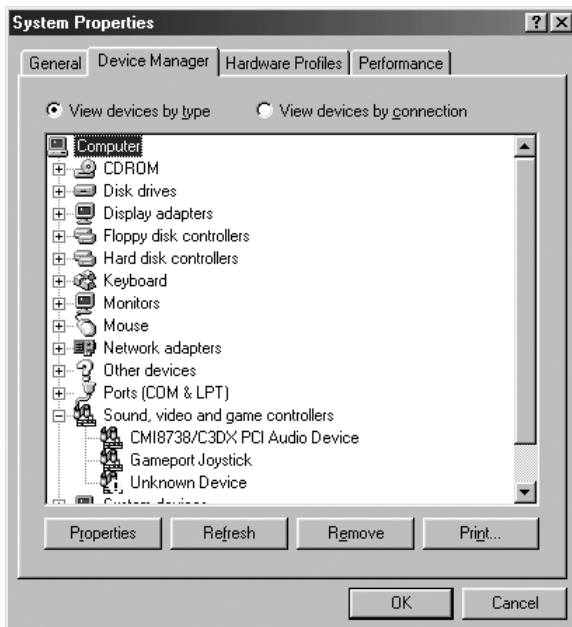 System Properties
General Device Manager Hardware Profiles Performance
View devices by type View devices by connection
Computer
CDROM
Disk drives
Display adapters
Floppy disk controllers
Hard disk controllers
Keyboard
Monitors
Mouse
Network adapters
Other devices
Ports (COM & LPT)
Sound, video and game controllers
CMI8738/C3DX PCI Audio Device
Gameport Joystick
Unknown Device
System devices
Properties Refresh Remove Print...
OK Cancel